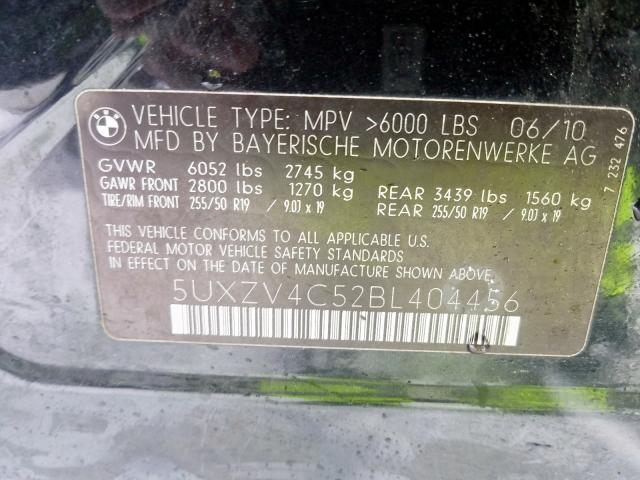 BMW
VEHICLE TYPE: MPV >6000 LBS 06/10
MFD BY BAYERISCHE MOTORENWERKE AG
GVWR 6052 lbs 2745 kg
GAWR FRONT 2800 lbs 1270 kg REAR 3439 lbs 1560 kg
TIRE/RIM FRONT 255/50 R19 / 9.0J x 19 REAR 255/50 R19 / 9.0J x 19
THIS VEHICLE CONFORMS TO ALL APPLICABLE U.S.
FEDERAL MOTOR VEHICLE SAFETY STANDARDS
IN EFFECT ON THE DATE OF MANUFACTURE SHOWN ABOVE.
5UXZV4C52BL404456
7 232 476